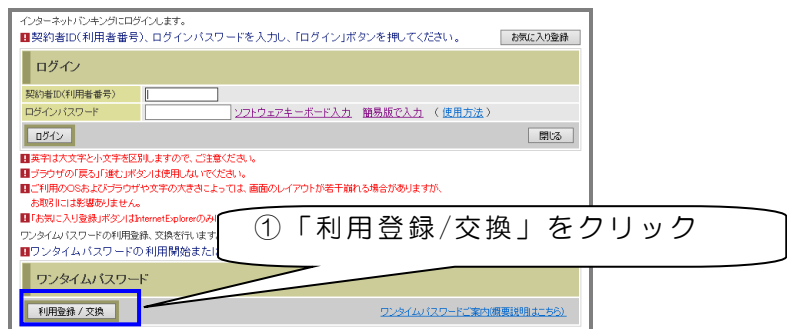 インターネットバンキングにログインします。
契約者ID(利用者番号)、ログインパスワードを入力し、「ログイン」ボタンを押してください。 お気に入り登録
ログイン
契約者ID(利用者番号)
ログインパスワード ソフトウェアキーボード入力 簡易版で入力 (使用方法)
ログイン 閉じる
英字は大文字と小文字を区別しますので、ご注意ください。
ブラウザの「戻る」「進む」ボタンは使用しないでください。
ご利用のOSおよびブラウザや文字の大きさによっては、画面のレイアウトが若干崩れる場合がありますが、
お取引には影響ありません。
「お気に入り登録」ボタンはInternetExplorerのみ
ワンタイムパスワードの利用登録、交換を行います
ワンタイムパスワードの利用開始また
①「利用登録/交換」をクリック
ワンタイムパスワード
利用登録 / 交換 ワンタイムパスワードご案内(概要説明はこちら)